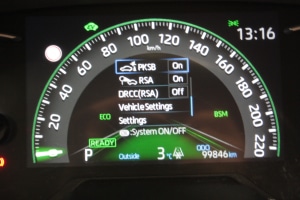 13:16
100 120 140
km/h
80 160
60 180
40 200
20 220
PKSB On
RSA On
DRCC(RSA) Off
Vehicle Settings
Settings
:System ON/OFF
ECO
BSM
READY
P
Outside 3°C
ODO 99846 km